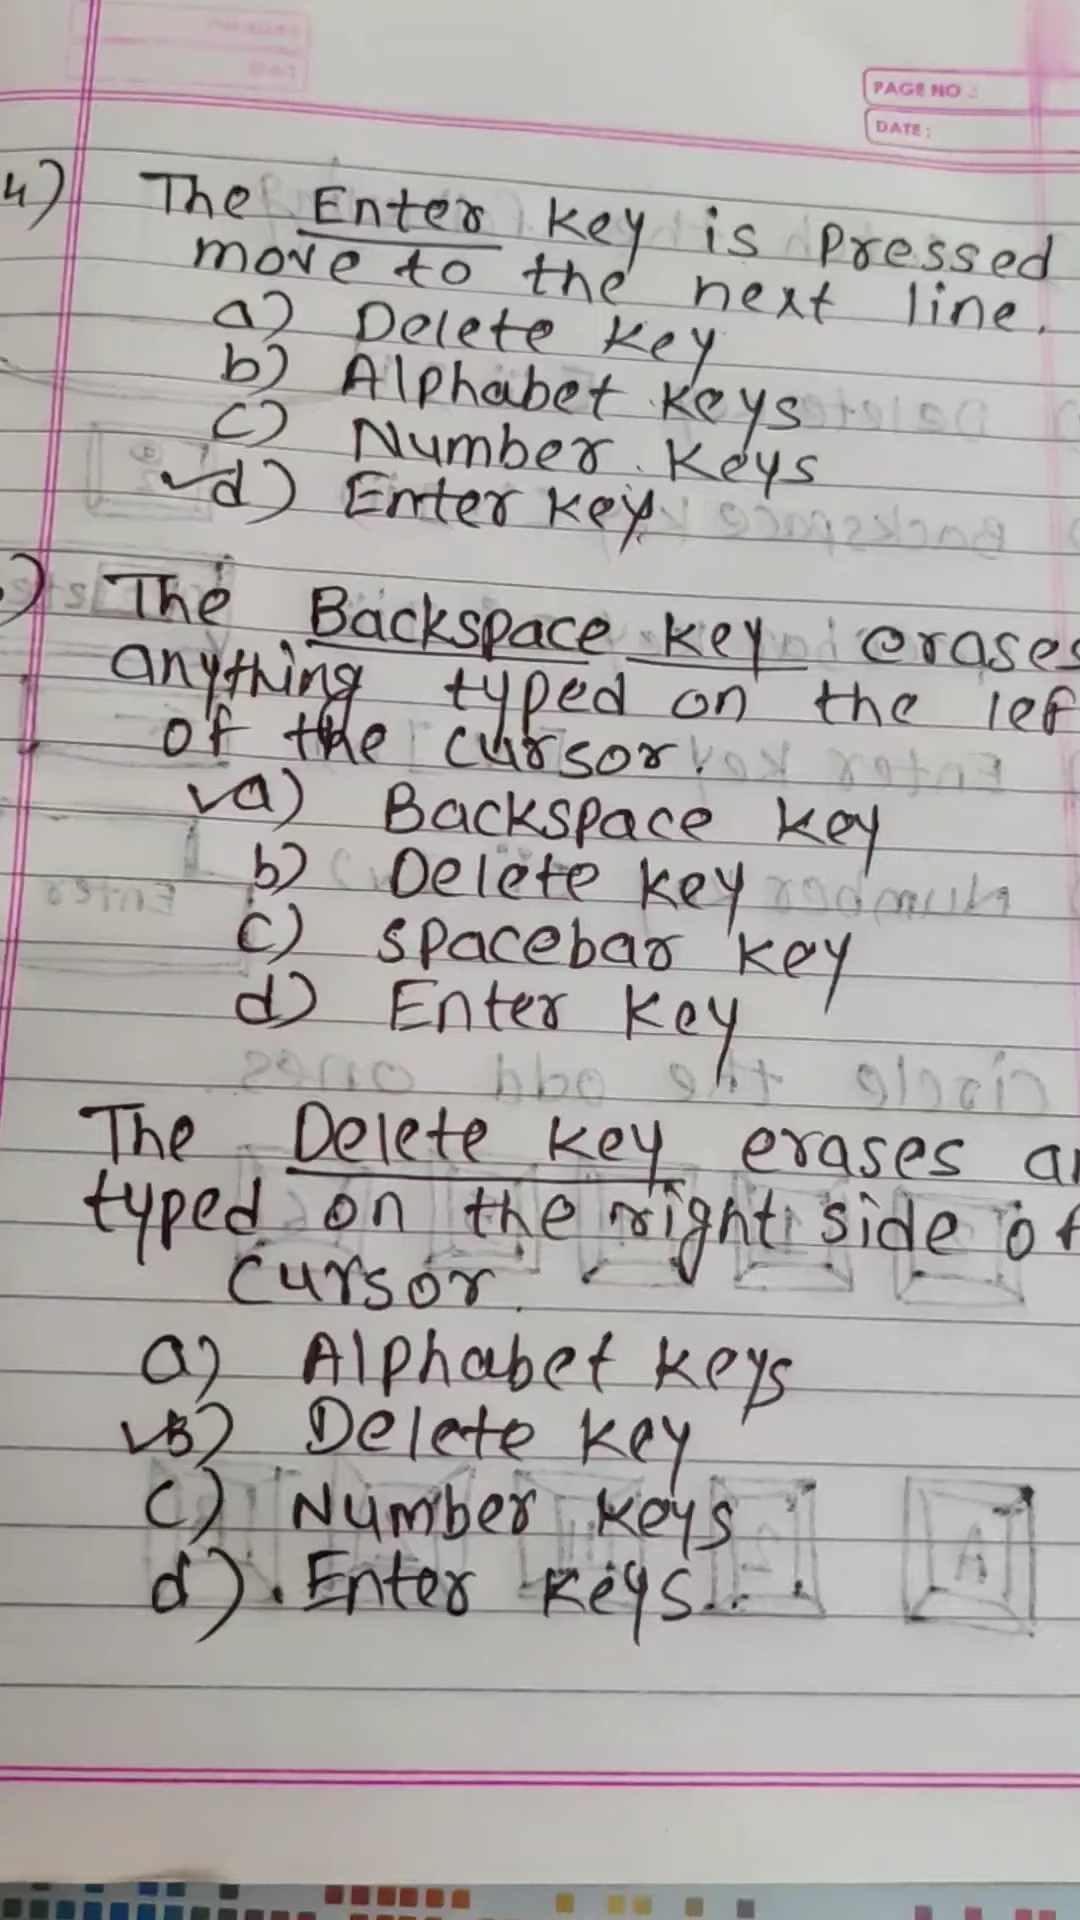 PAGE NO :
DATE :
4) The Enter key is pressed
move to the next line.
a) Delete key
b) Alphabet keys
c) Number keys
d) Enter key
) The Backspace key erases
anything typed on the lef
of the cursor.
a) Backspace key
b) Delete key
c) spacebar key
d) Enter key
The Delete key erases
typed on the right side of
cursor.
a) Alphabet keys
B) Delete key
c) Number keys
d) Enter keys.